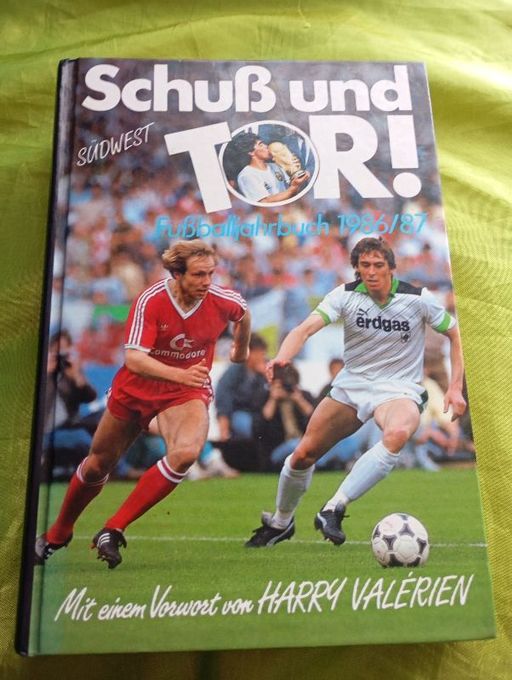 Schuß und
SÜDWEST
TOR!
Fußballjahrbuch 1986/87
erdgas
Commodore
Mit einem Vorwort von HARRY VALÉRIEN